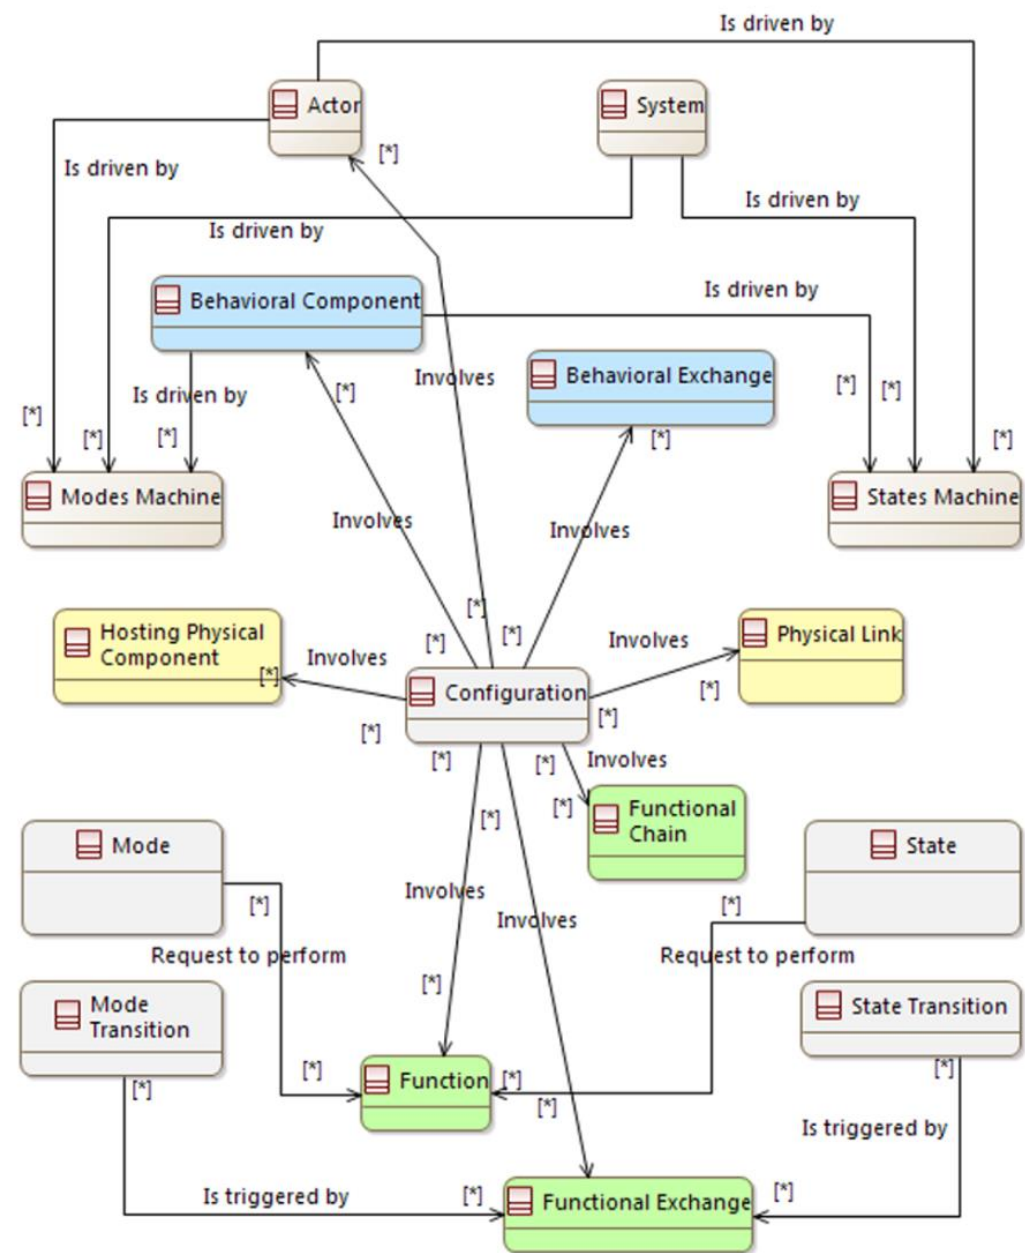 Is driven by
Actor
System
[*]
Is driven by
Is driven by
Is driven by
Behavioral Component
Is driven by
Involves
Behavioral Exchange
[*]
Is driven by
[*]
[*]
[*]
[*]
[*]
[*]
[*]
Modes Machine
States Machine
Involves
Involves
[*]
[*]
[*]
Hosting Physical
Component
Involves
[*]
Involves
Physical Link
[*]
Configuration
[*]
[*]
[*]
[*]
Involves
[*]
[*]
Functional
Chain
[*]
Mode
State
Involves
[*]
[*]
Involves
Request to perform
Request to perform
[*]
Mode
Transition
State Transition
[*]
[*]
[*]
Function
[*]
[*]
Is triggered by
Is triggered by
[*]
[*]
Functional Exchange